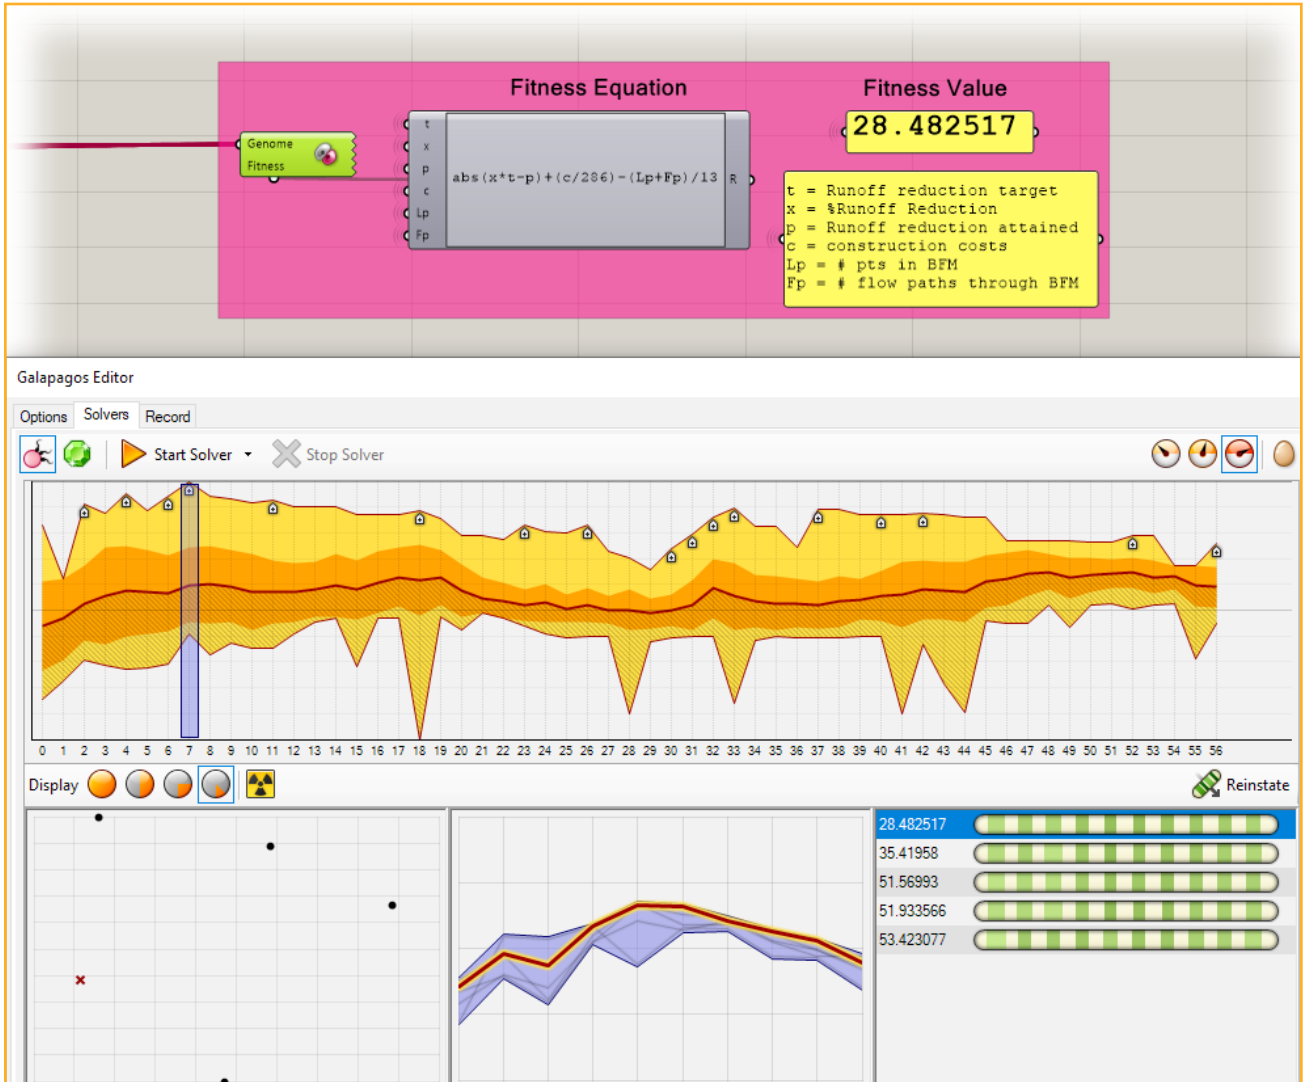 Fitness Equation
Fitness Value
Genome
Fitness
t
x
p
c
Lp
Fp
abs(x*t-p)+(c/286)-(Lp+Fp)/13
R
28.482517
t = Runoff reduction target
x = %Runoff Reduction
p = Runoff reduction attained
c = construction costs
Lp = # pts in BFM
Fp = # flow paths through BFM
Galapagos Editor
Options Solvers Record
Start Solver Stop Solver
0 1 2 3 4 5 6 7 8 9 10 11 12 13 14 15 16 17 18 19 20 21 22 23 24 25 26 27 28 29 30 31 32 33 34 35 36 37 38 39 40 41 42 43 44 45 46 47 48 49 50 51 52 53 54 55 56
Display
Reinstate
28.482517
35.41958
51.56993
51.933566
53.423077